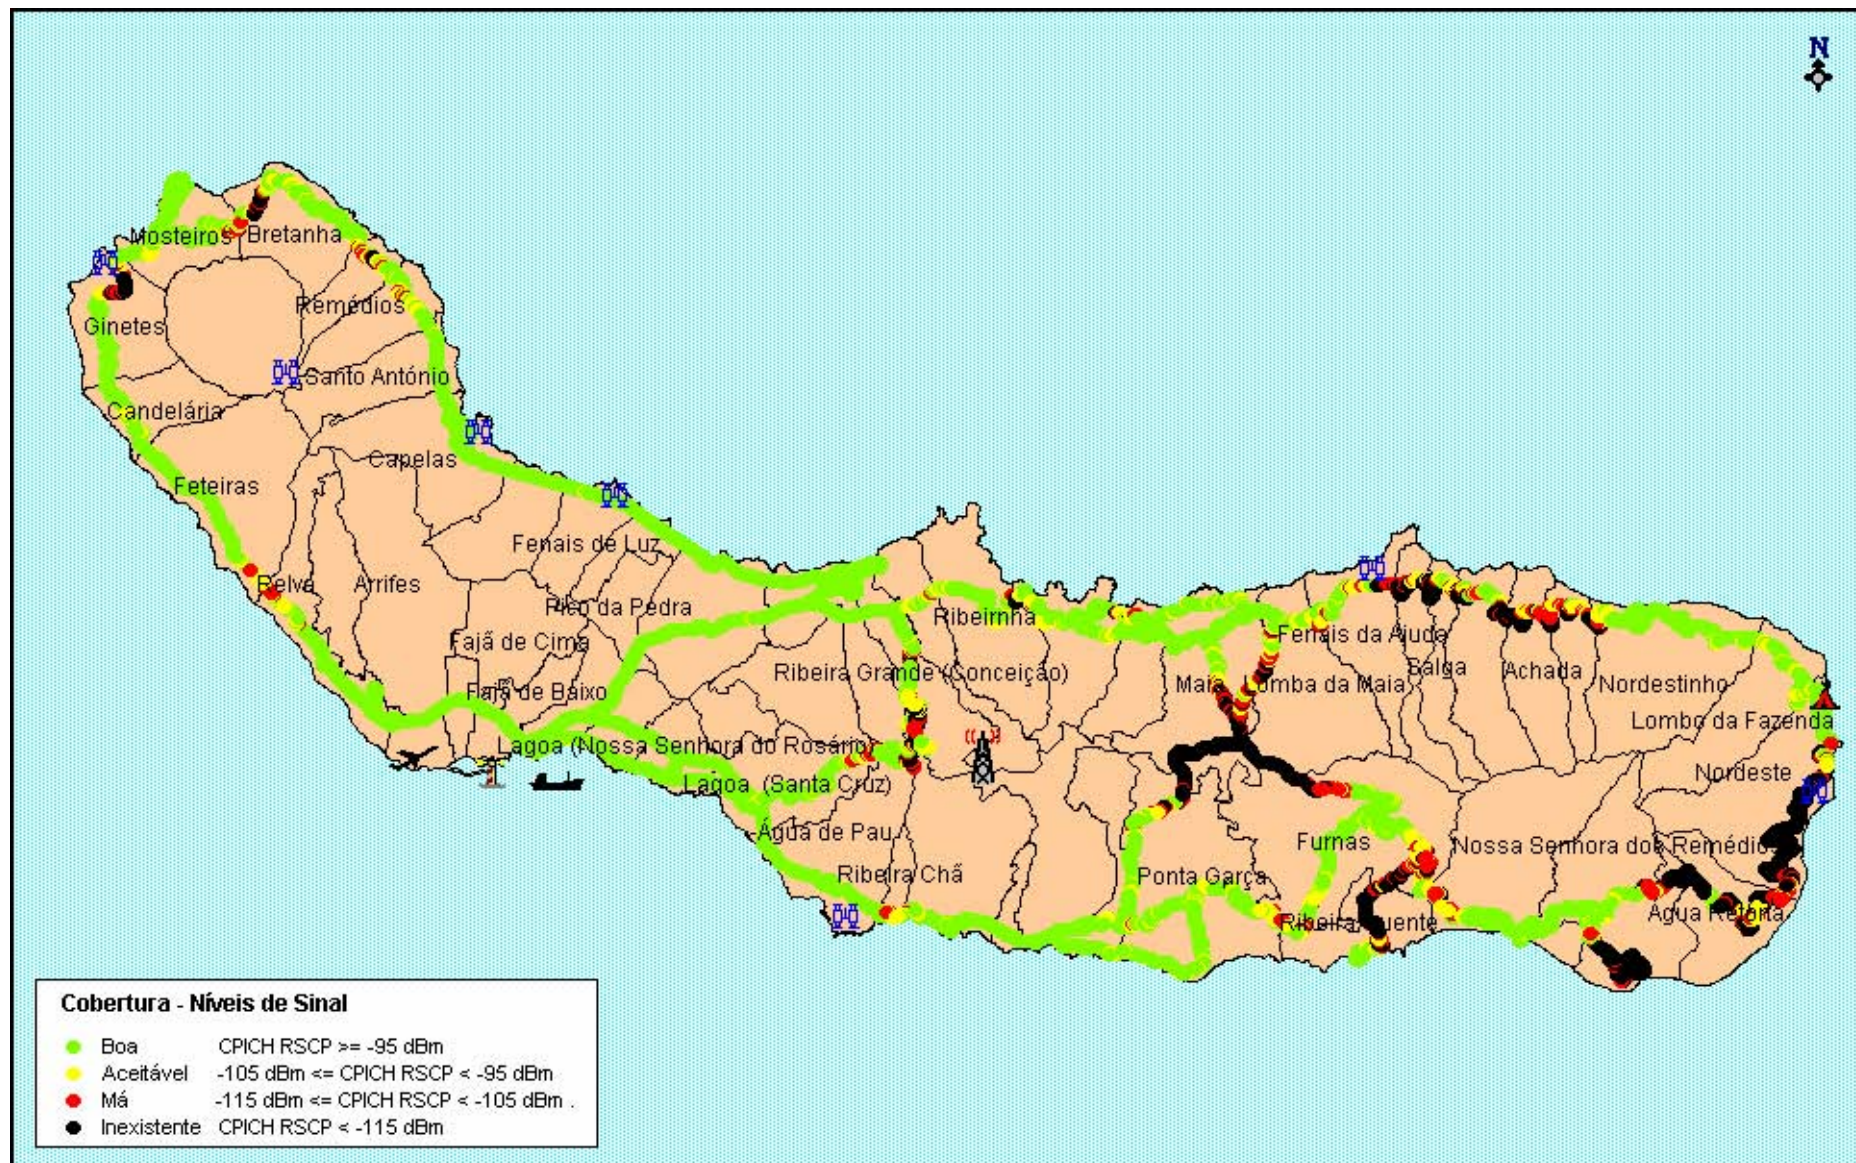 N
Mosteiros
Bretanha
Remédios
Ginetes
Santo António
Candelária
Capelas
Feteiras
Fenais de Luz
Relva
Arrifes
Pico da Pedra
Ribeirnha
Fajã de Cima
Fenais da Ajuda
Ribeira Grande (Conceição)
Salga
Achada
Maia
Lomba da Maia
Nordestinho
Fajã de Baixo
Lombo da Fazenda
Lagoa (Nossa Senhora do Rosário)
Nordeste
Lagoa (Santa Cruz)
Água de Pau
Furnas
Nossa Senhora dos Remédios
Ribeira Chã
Ponta Garça
Ribeira Quente
Água Retorta
Cobertura - Níveis de Sinal
Boa CPICH RSCP >= -95 dBm
Aceitável -105 dBm <= CPICH RSCP < -95 dBm
Má -115 dBm <= CPICH RSCP < -105 dBm .
Inexistente CPICH RSCP < -115 dBm